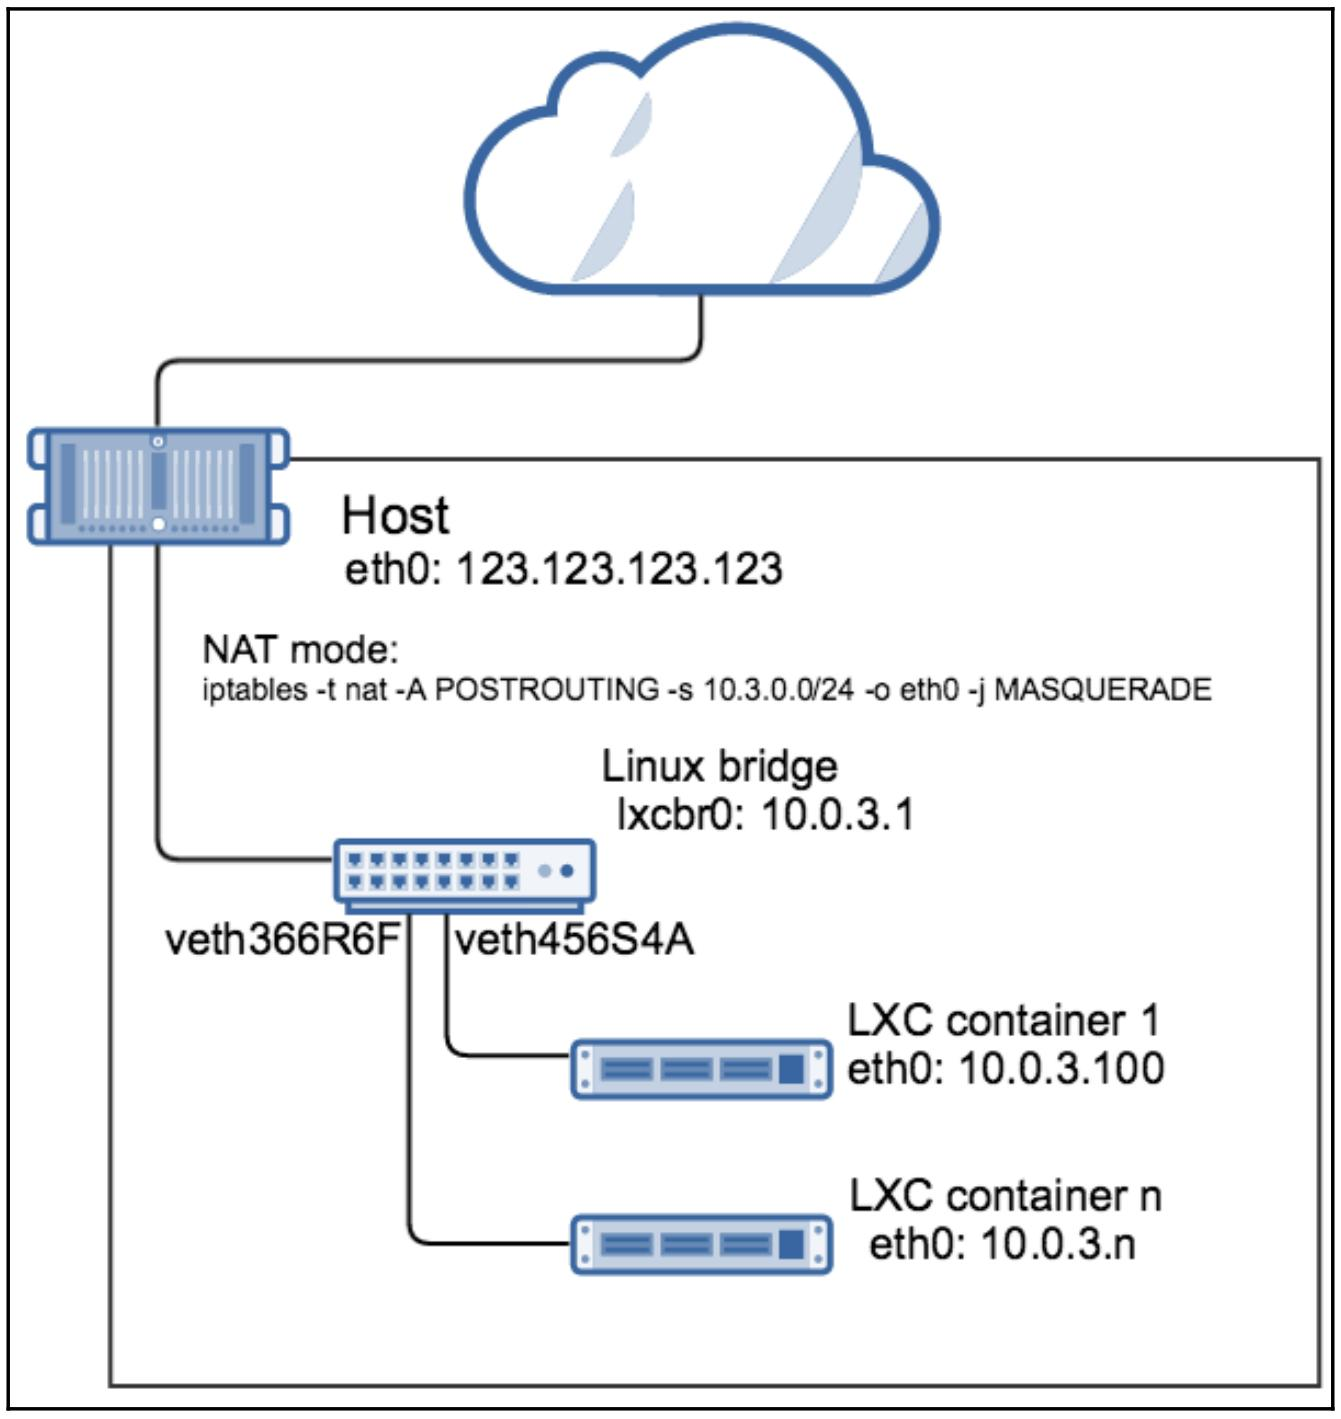 Host
eth0: 123.123.123.123
NAT mode:
iptables -t nat -A POSTROUTING -s 10.3.0.0/24 -o eth0 -j MASQUERADE
Linux bridge
lxcbr0: 10.0.3.1
veth366R6F
veth456S4A
LXC container 1
eth0: 10.0.3.100
LXC container n
eth0: 10.0.3.n